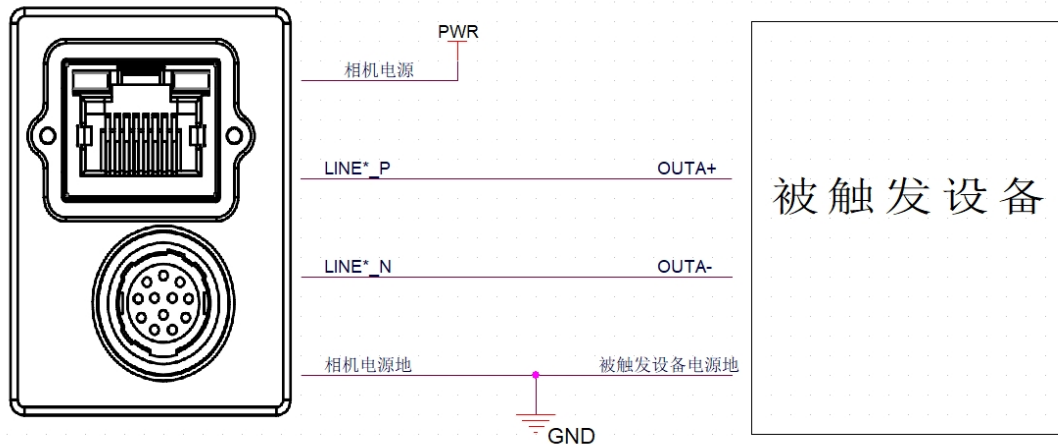 PWR
相机电源
LINE*_P OUTA+
被触发设备
LINE*_N OUTA-
相机电源地 被触发设备电源地
GND